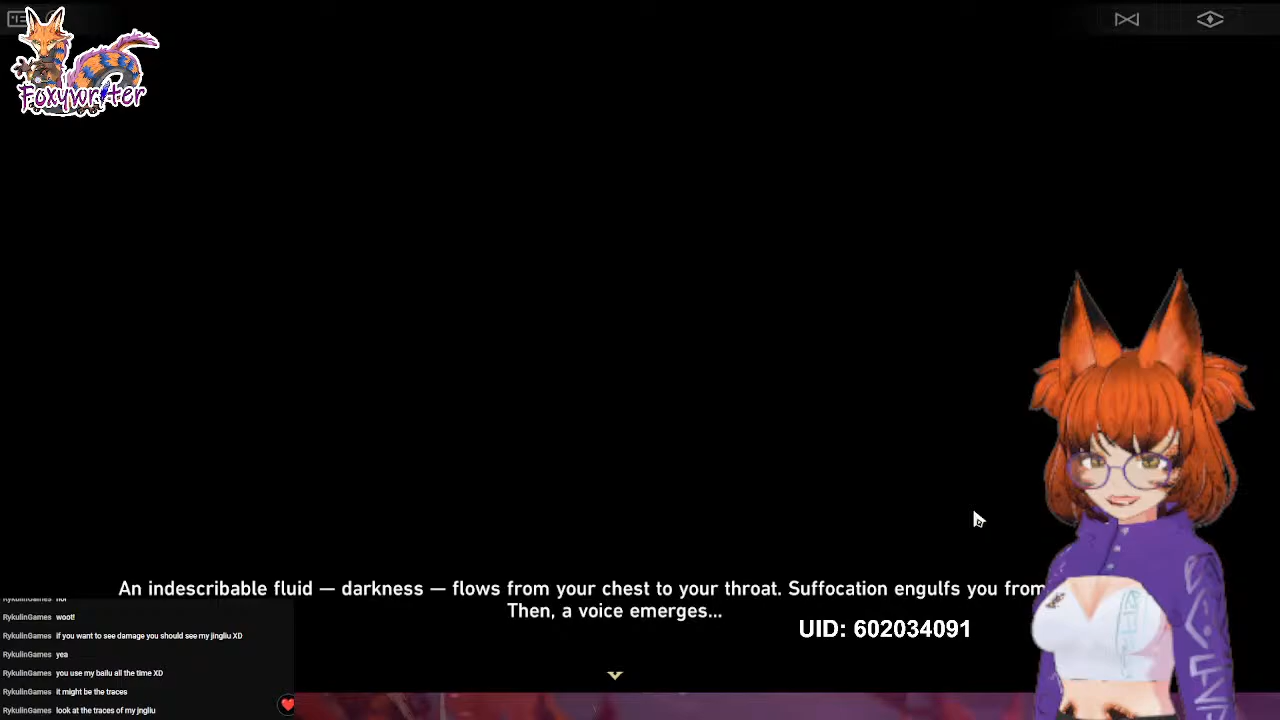 Foxywriter
An indescribable fluid — darkness — flows from your chest to your throat. Suffocation engulfs you from
Then, a voice emerges...
UID: 602034091
RykulinGames
RykulinGames woot!
RykulinGames if you want to see damage you should see my jingliu XD
RykulinGames yea
RykulinGames you use my bailu all the time XD
RykulinGames it might be the traces
RykulinGames look at the traces of my jngliu